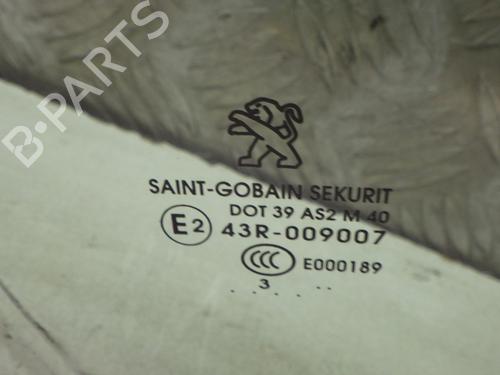 B-PARTS
SAINT-GOBAIN SEKURIT
DOT 39 AS2 M 40
E2 43R-009007
CCC E000189
3